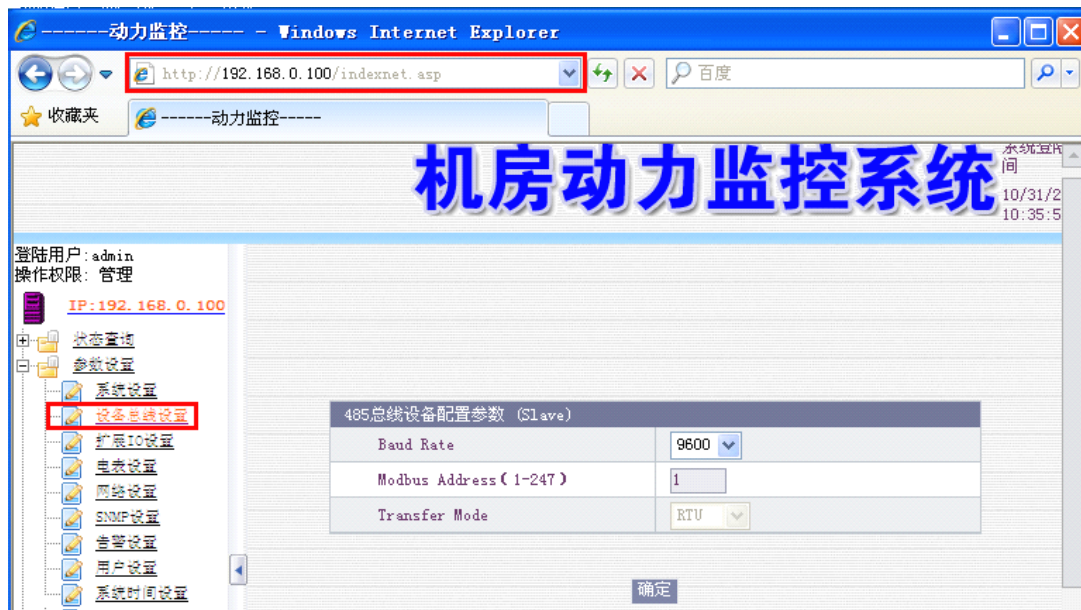 ------动力监控----- - Windows Internet Explorer
http://192.168.0.100/indexnet.asp
百度
收藏夹
------动力监控-----
机房动力监控系统
系统登陆
间
10/31/2
10:35:5
登陆用户:admin
操作权限: 管理
IP:192.168.0.100
状态查询
参数设置
系统设置
设备总线设置
扩展IO设置
电表设置
网络设置
SNMP设置
告警设置
用户设置
系统时间设置
485总线设备配置参数 (Slave)
Baud Rate
9600
Modbus Address(1-247)
1
Transfer Mode
RTU
确定